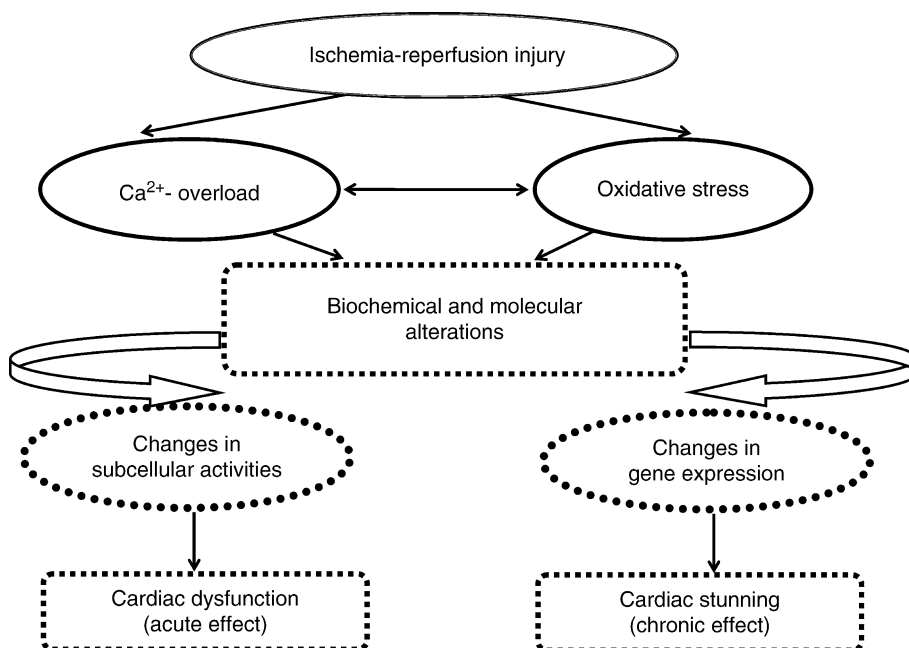 Ischemia-reperfusion injury
Ca²⁺- overload
Oxidative stress
Biochemical and molecular
alterations
Changes in
subcellular activities
Changes in
gene expression
Cardiac dysfunction
(acute effect)
Cardiac stunning
(chronic effect)